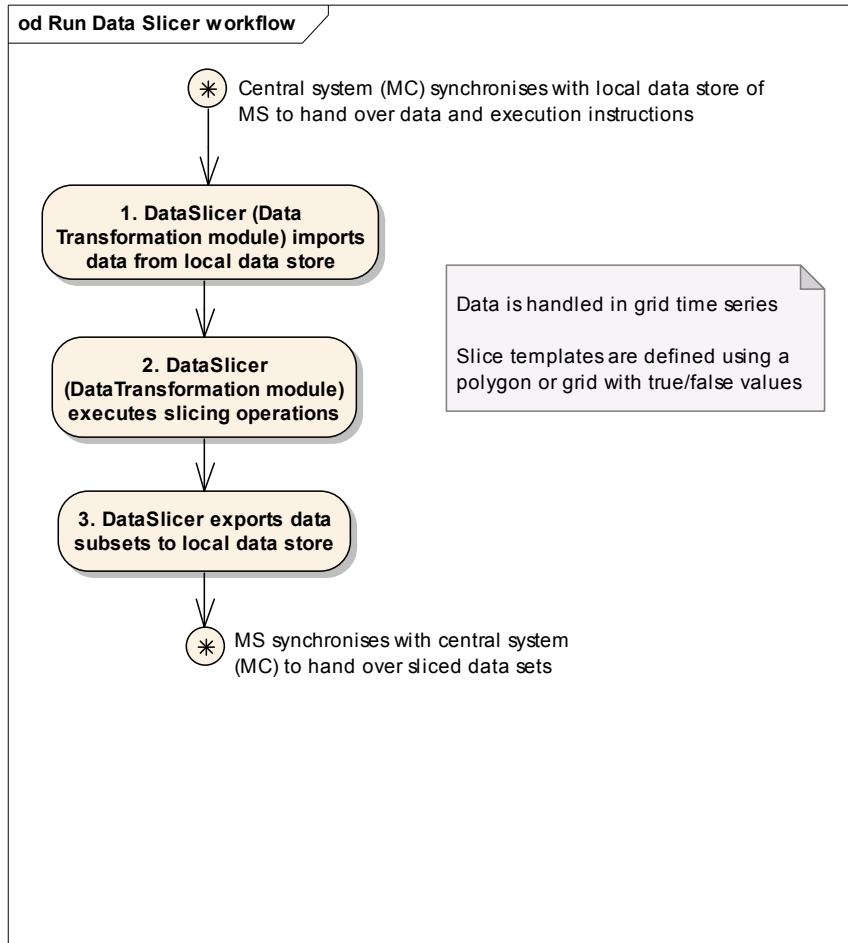 od Run Data Slicer workflow
Central system (MC) synchronises with local data store of
MS to hand over data and execution instructions
1. DataSlicer (Data
Transformation module) imports
data from local data store
Data is handled in grid time series
Slice templates are defined using a
polygon or grid with true/false values
2. DataSlicer
(DataTransformation module)
executes slicing operations
3. DataSlicer exports data
subsets to local data store
MS synchronises with central system
(MC) to hand over sliced data sets